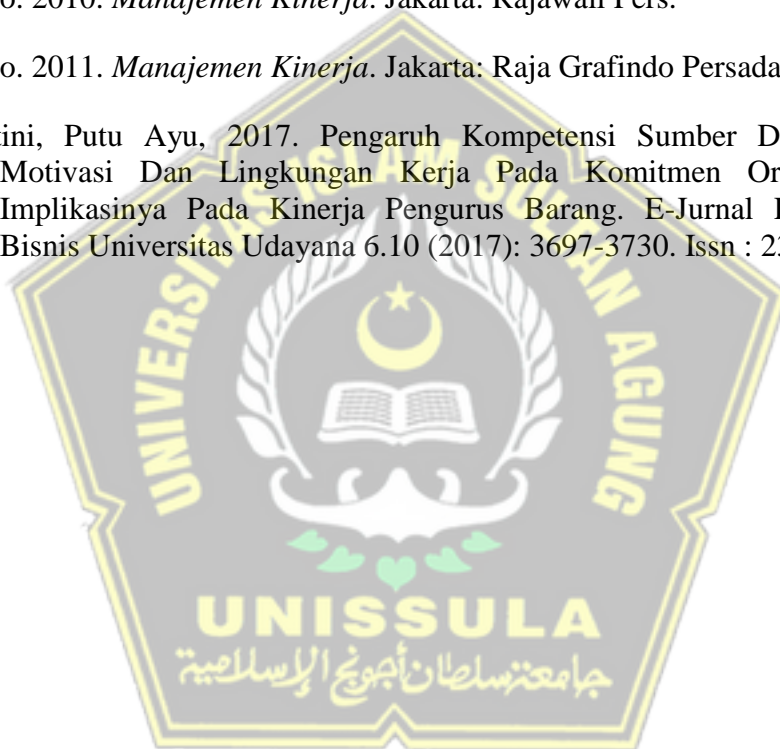 o. 2010. Manajemen Kinerja. Jakarta: Rajawali Pers.
o. 2011. Manajemen Kinerja. Jakarta: Raja Grafindo Persada
tini, Putu Ayu, 2017. Pengaruh Kompetensi Sumber D
Motivasi Dan Lingkungan Kerja Pada Komitmen Or
Implikasinya Pada Kinerja Pengurus Barang. E-Jurnal
Bisnis Universitas Udayana 6.10 (2017): 3697-3730. Issn : 2
UNIVERSITAS ISLAM SULTAN AGUNG
UNISSULA
جامعة سلطان أجونج الإسلامية